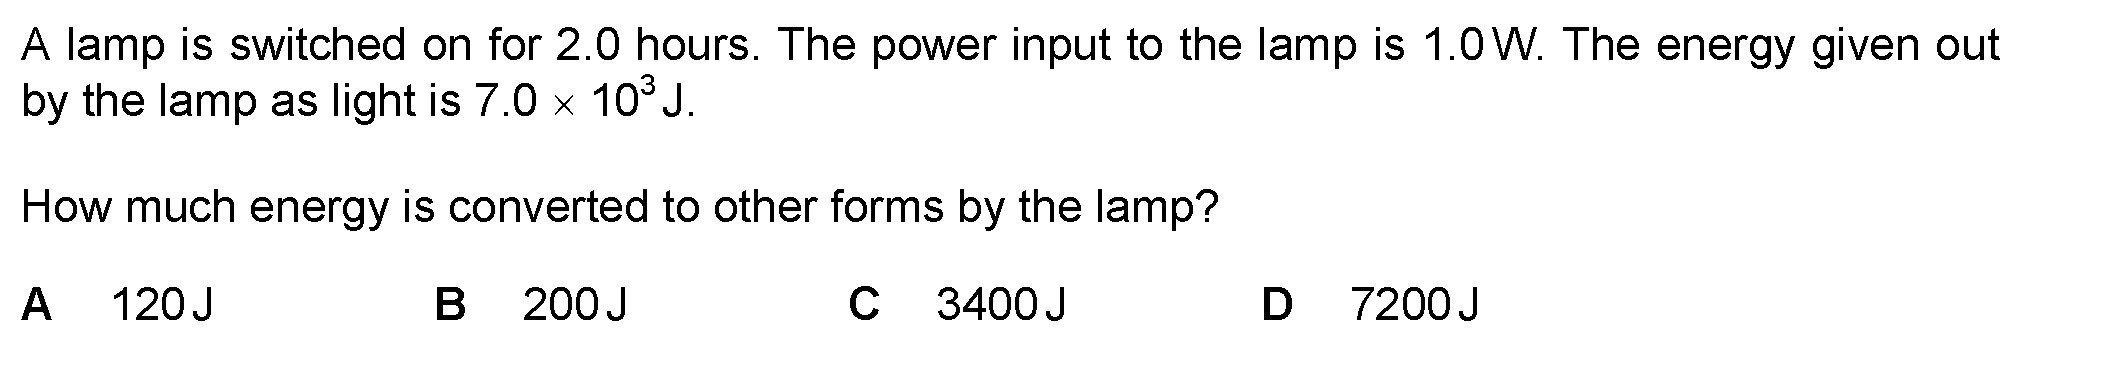 A lamp is switched on for 2.0 hours. The power input to the lamp is 1.0 W. The energy given out
by the lamp as light is 7.0 × 10³ J.
How much energy is converted to other forms by the lamp?
A 120 J B 200 J C 3400 J D 7200 J